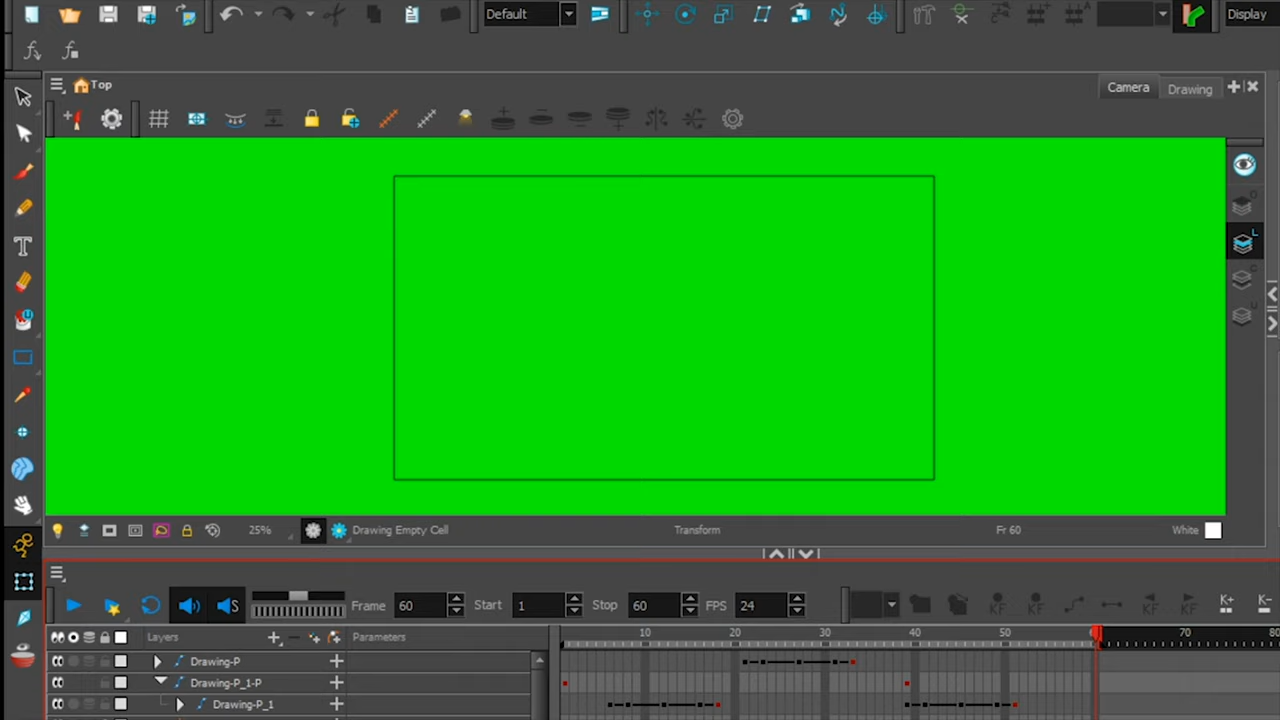 Default
Display
Top
Camera
Drawing
25%
Drawing Empty Cell
Transform
Fr 60
White
Frame 60 Start 1 Stop 60 FPS 24
Layers
Parameters
10 20 30 40 50 70 80
Drawing-P
Drawing-P_1-P
Drawing-P_1